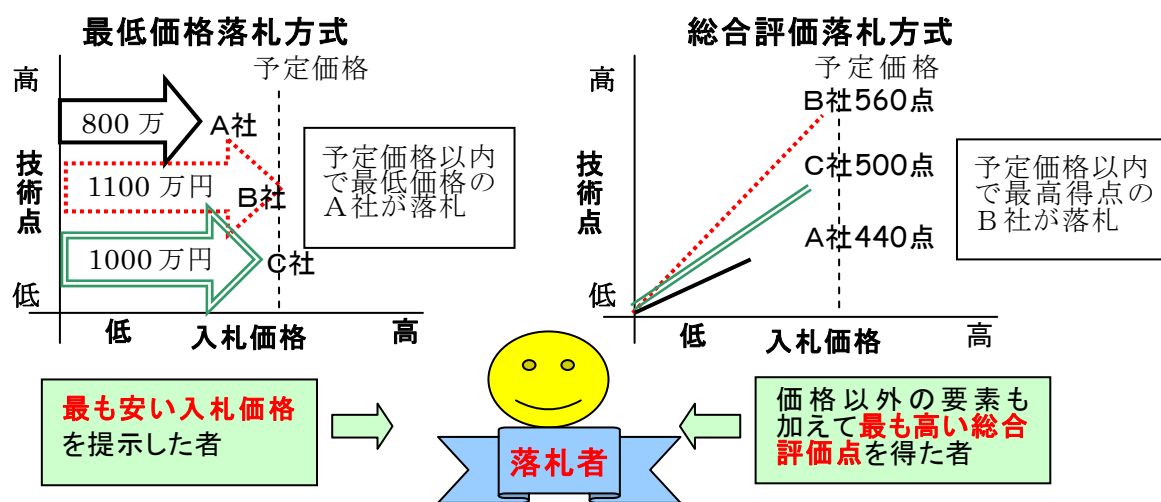 最低価格落札方式
予定価格
高
技術点
低
800 万
A社
1100 万円
B社
1000 万円
C社
低
入札価格
高
予定価格以内
で最低価格の
A社が落札
総合評価落札方式
予定価格
高
技術点
低
B社560点
C社500点
A社440点
低
入札価格
高
予定価格以内
で最高得点の
B社が落札
最も安い入札価格
を提示した者
落札者
価格以外の要素も
加えて最も高い総合
評価点を得た者